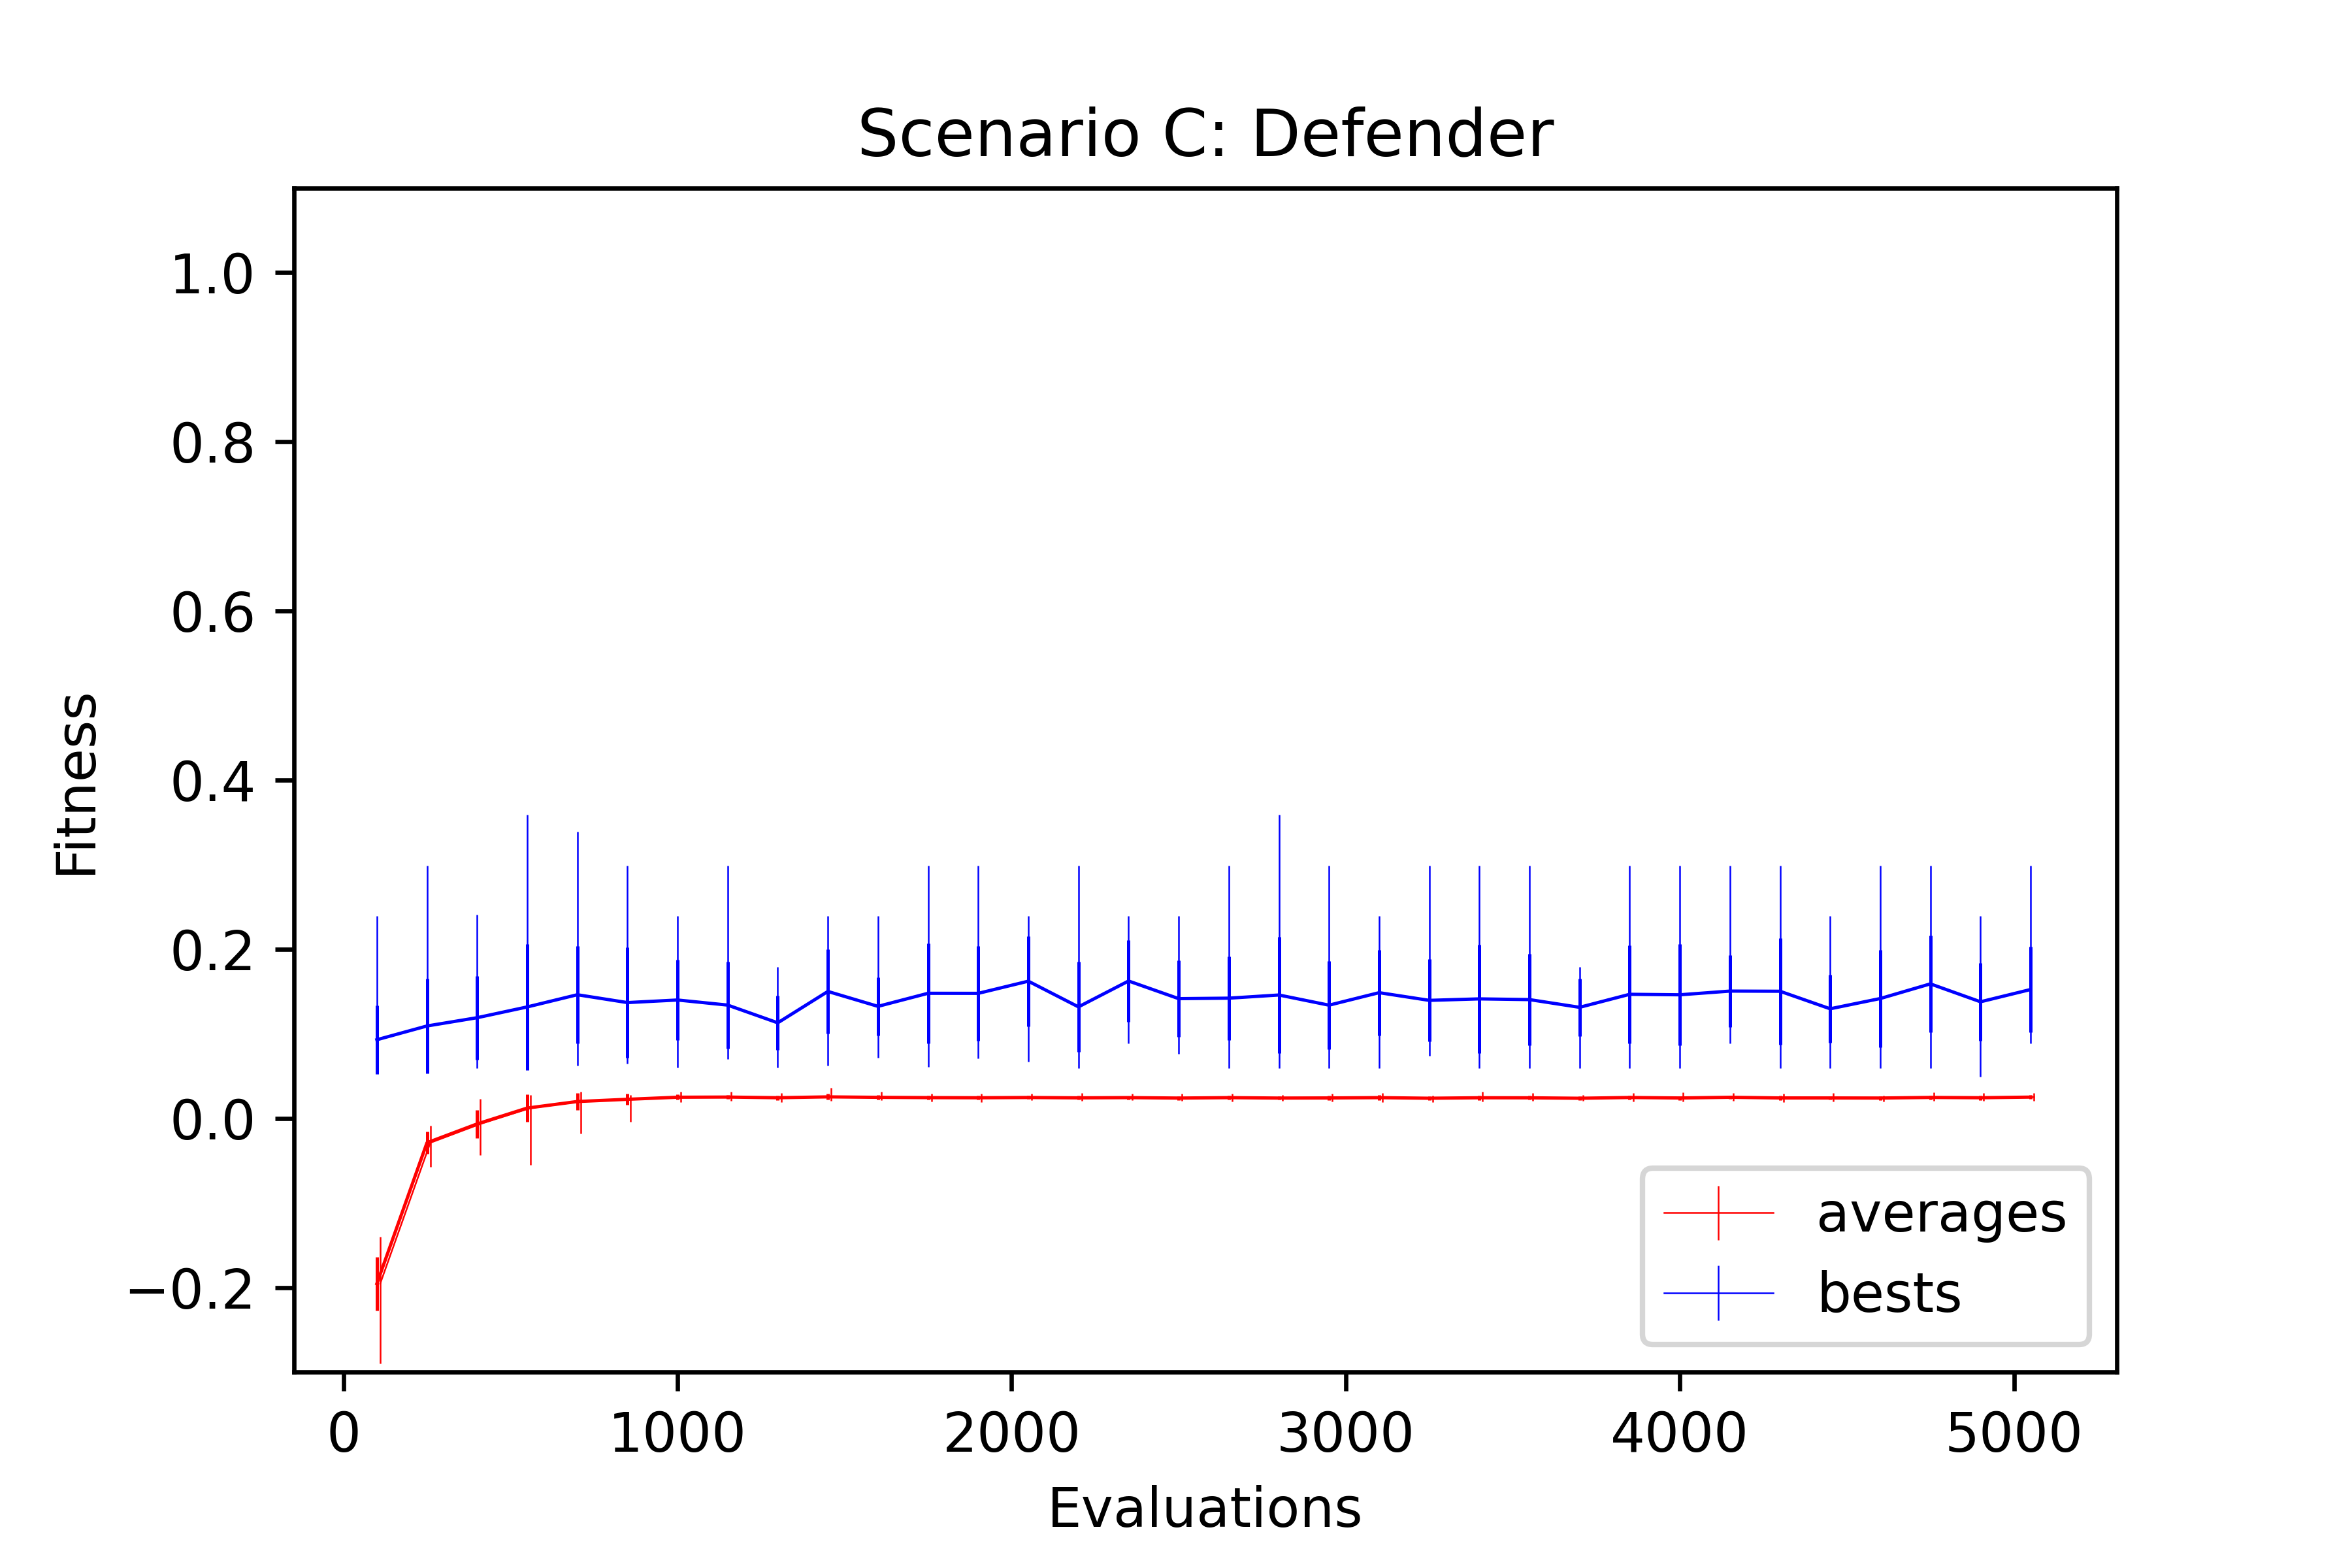 Scenario C: Defender
1.0
0.8
0.6
0.4
0.2
0.0
−0.2
Fitness
0 1000 2000 3000 4000 5000
Evaluations
averages
bests